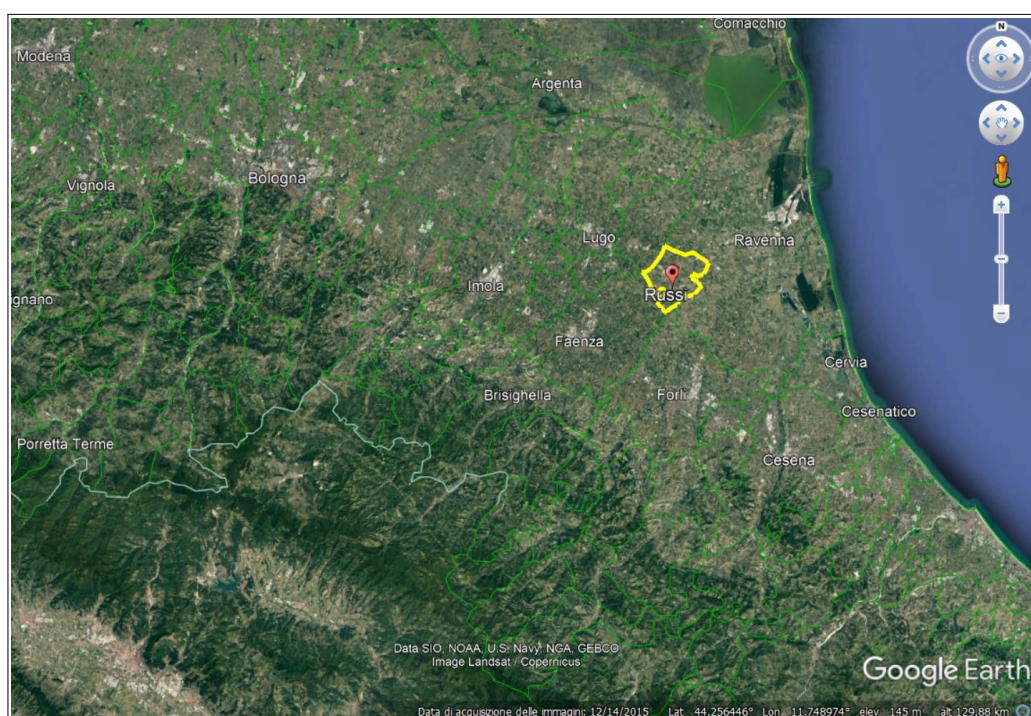 Comacchio
Modena
Argenta
Vignola
Bologna
Lugo
Ravenna
Imola
Russi
gnano
Faenza
Cervia
Brisighella
Forlì
Cesenatico
Porretta Terme
Cesena
Data SIO, NOAA, U.S. Navy, NGA, GEBCO
Image Landsat / Copernicus
Google Earth
Data di acquisizione delle immagini: 12/14/2015 Lat 44.256446° Lon 11.748974° elev 145 m alt 129.88 km
N